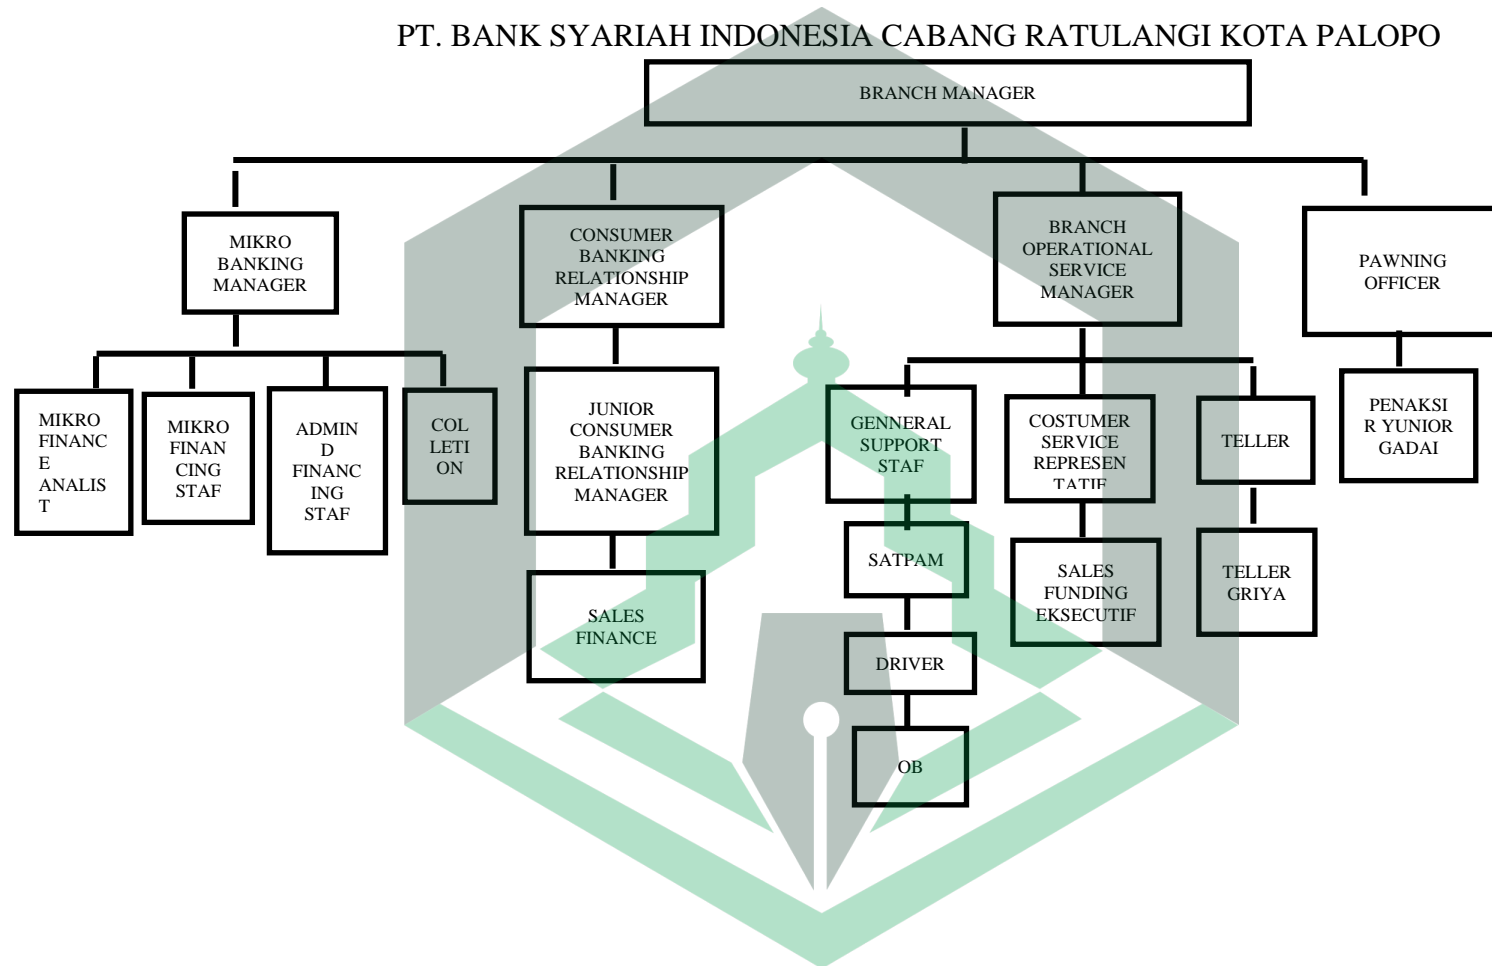 PT. BANK SYARIAH INDONESIA CABANG RATULANGI KOTA PALOPO
BRANCH MANAGER
MIKRO
BANKING
MANAGER
CONSUMER
BANKING
RELATIONSHIP
MANAGER
BRANCH
OPERATIONAL
SERVICE
MANAGER
PAWNING
OFFICER
MIKRO
FINANC
E
ANALIS
T
MIKRO
FINAN
CING
STAF
ADMIN
D
FINANC
ING
STAF
COL
LETI
ON
JUNIOR
CONSUMER
BANKING
RELATIONSHIP
MANAGER
GENNERAL
SUPPORT
STAF
COSTUMER
SERVICE
REPRESEN
TATIF
TELLER
PENAKSI
R YUNIOR
GADAI
SALES
FINANCE
SATPAM
SALES
FUNDING
EKSECUTIF
TELLER
GRIYA
DRIVER
OB